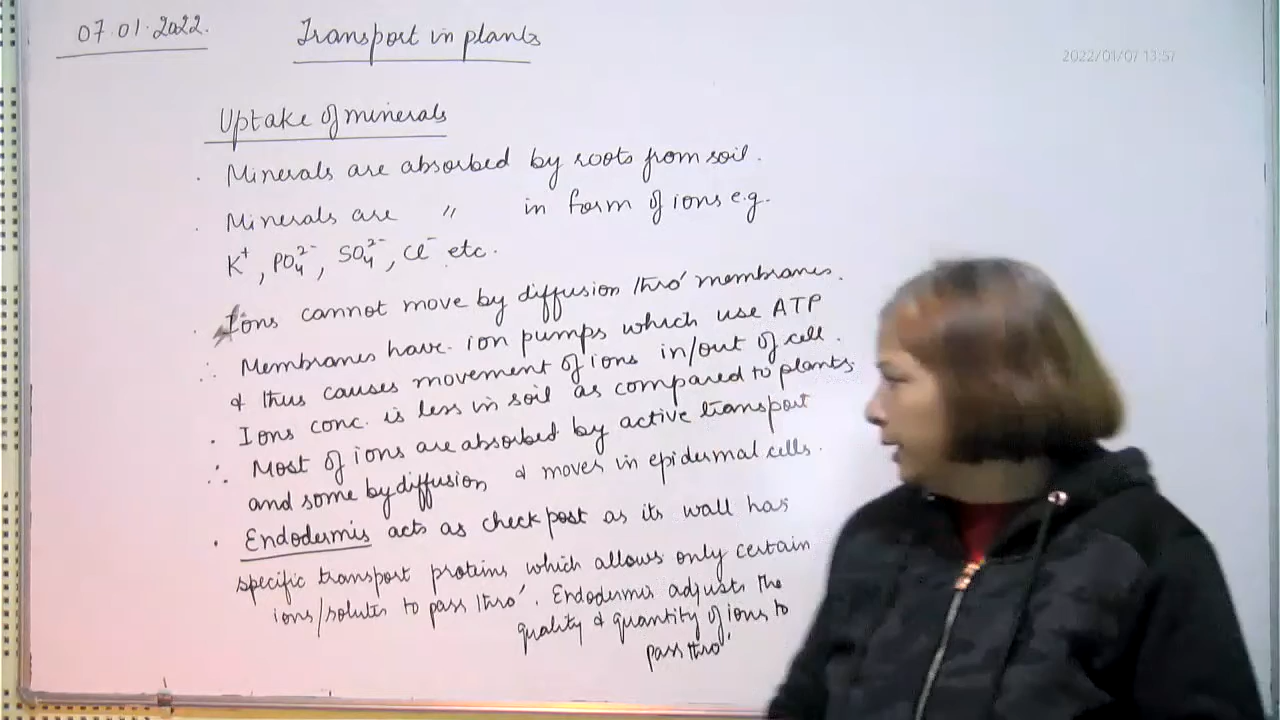 07.01.2022.
Transport in plants
2022/01/07 13:57
Uptake of minerals
. Minerals are absorbed by roots from soil.
. Minerals are 〃 in form of ions e.g.
K⁺, PO₄²⁻, SO₄²⁻, Cl⁻ etc.
. Ions cannot move by diffusion thro' membranes.
∴ Membranes have ion pumps which use ATP
& thus causes movement of ions in/out of cell.
. Ions conc. is less in soil as compared to plants
∴ Most of ions are absorbed by active transport
and some by diffusion & moves in epidermal cells.
. Endodermis acts as check post as its wall has
specific transport proteins which allows only certain
ions/solutes to pass thro'. Endodermis adjusts the
quality & quantity of ions to
pass thro'